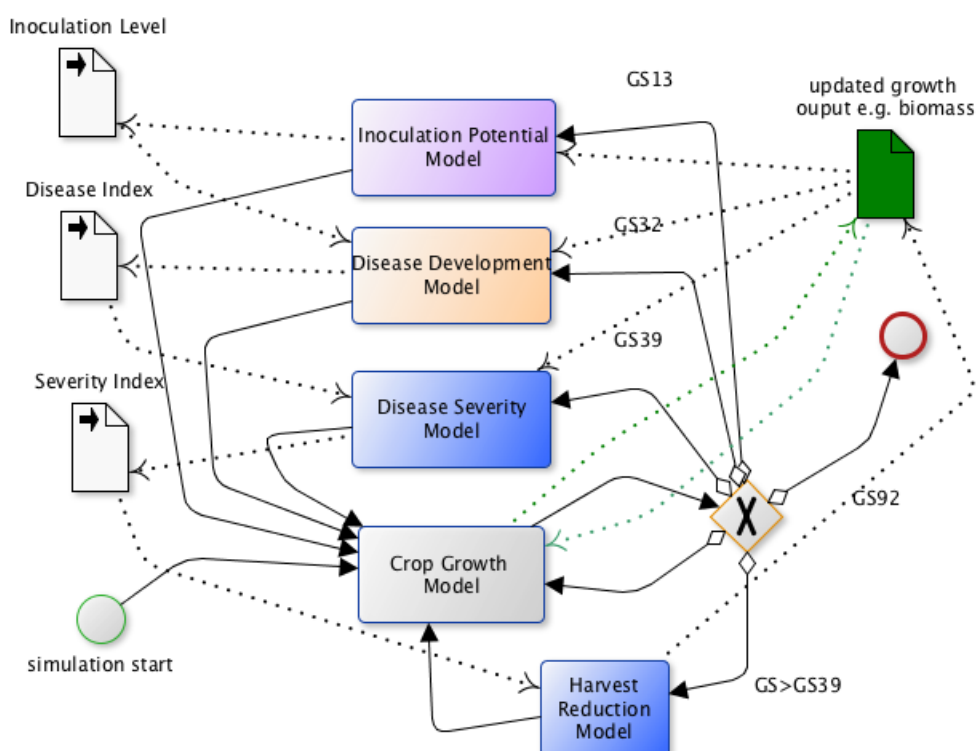 Inoculation Level
GS13
updated growth
ouput e.g. biomass
Inoculation Potential
Model
Disease Index
GS32
Disease Development
Model
GS39
Severity Index
Disease Severity
Model
X
GS92
Crop Growth
Model
simulation start
GS>GS39
Harvest
Reduction
Model